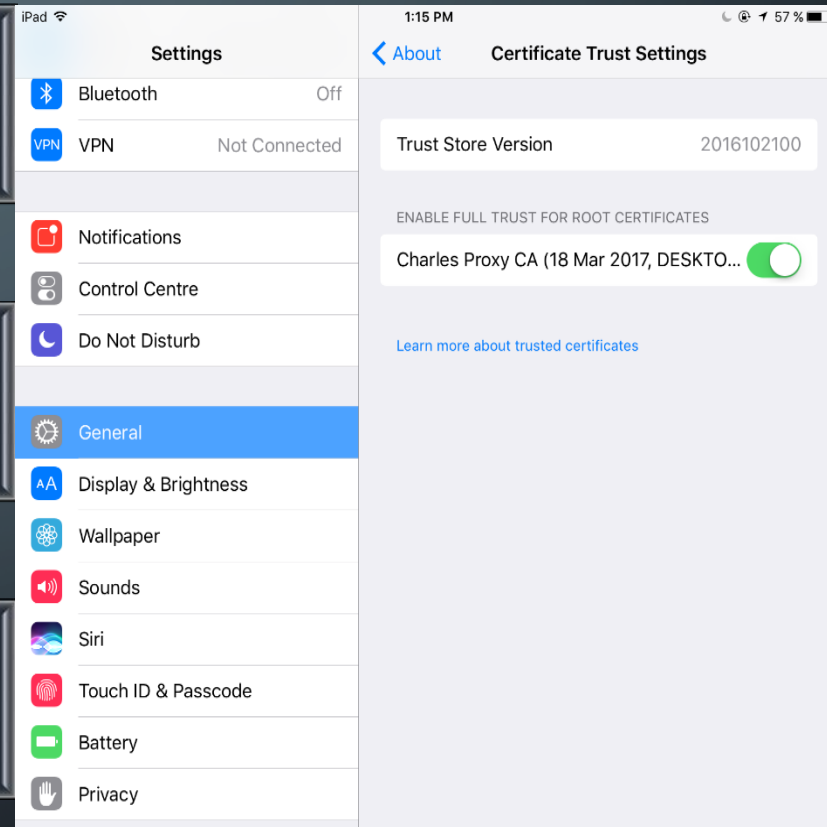 iPad 1:15 PM 57 %
Settings
About Certificate Trust Settings
Bluetooth Off
VPN VPN Not Connected
Notifications
Control Centre
Do Not Disturb
General
AA Display & Brightness
Wallpaper
Sounds
Siri
Touch ID & Passcode
Battery
Privacy
Trust Store Version 2016102100
ENABLE FULL TRUST FOR ROOT CERTIFICATES
Charles Proxy CA (18 Mar 2017, DESKTO...
Learn more about trusted certificates